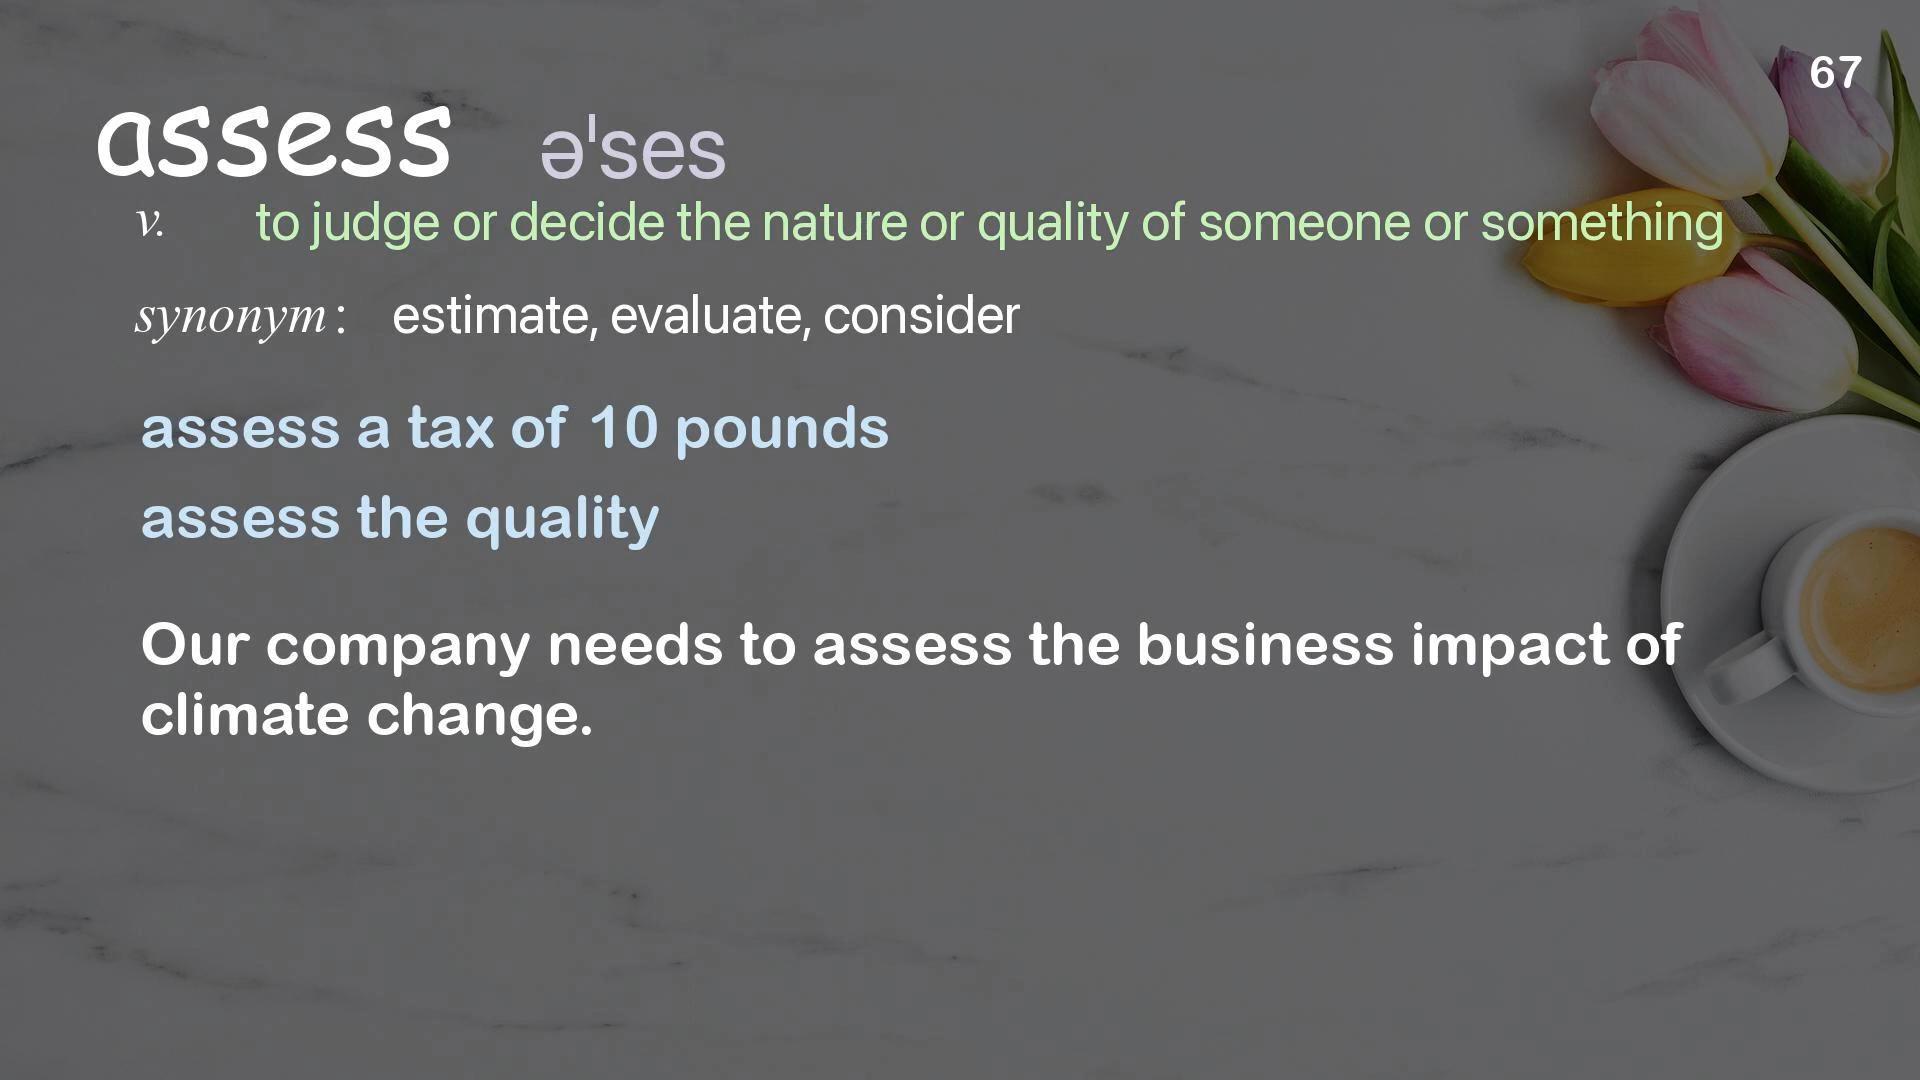 67
assess əˈses
v. to judge or decide the nature or quality of someone or something
synonym: estimate, evaluate, consider
assess a tax of 10 pounds
assess the quality
Our company needs to assess the business impact of
climate change.